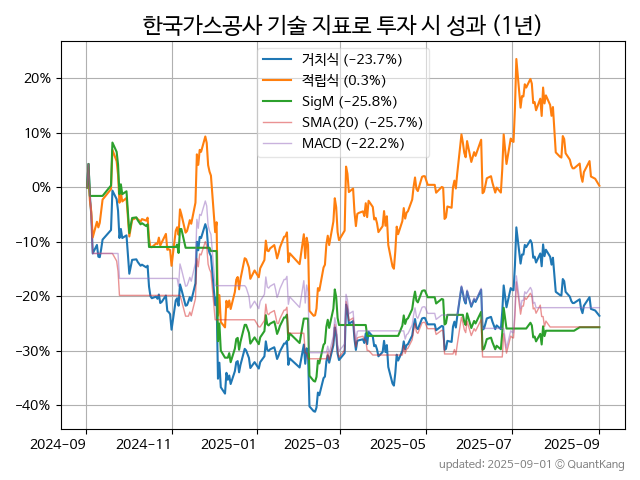 한국가스공사 기술 지표로 투자 시 성과 (1년)
거치식 (−23.7%)
적립식 (0.3%)
SigM (−25.8%)
SMA(20) (−25.7%)
MACD (−22.2%)
20%
10%
0%
−10%
−20%
−30%
−40%
2024-09
2024-11
2025-01
2025-03
2025-05
2025-07
2025-09
updated: 2025-09-01 © QuantKang